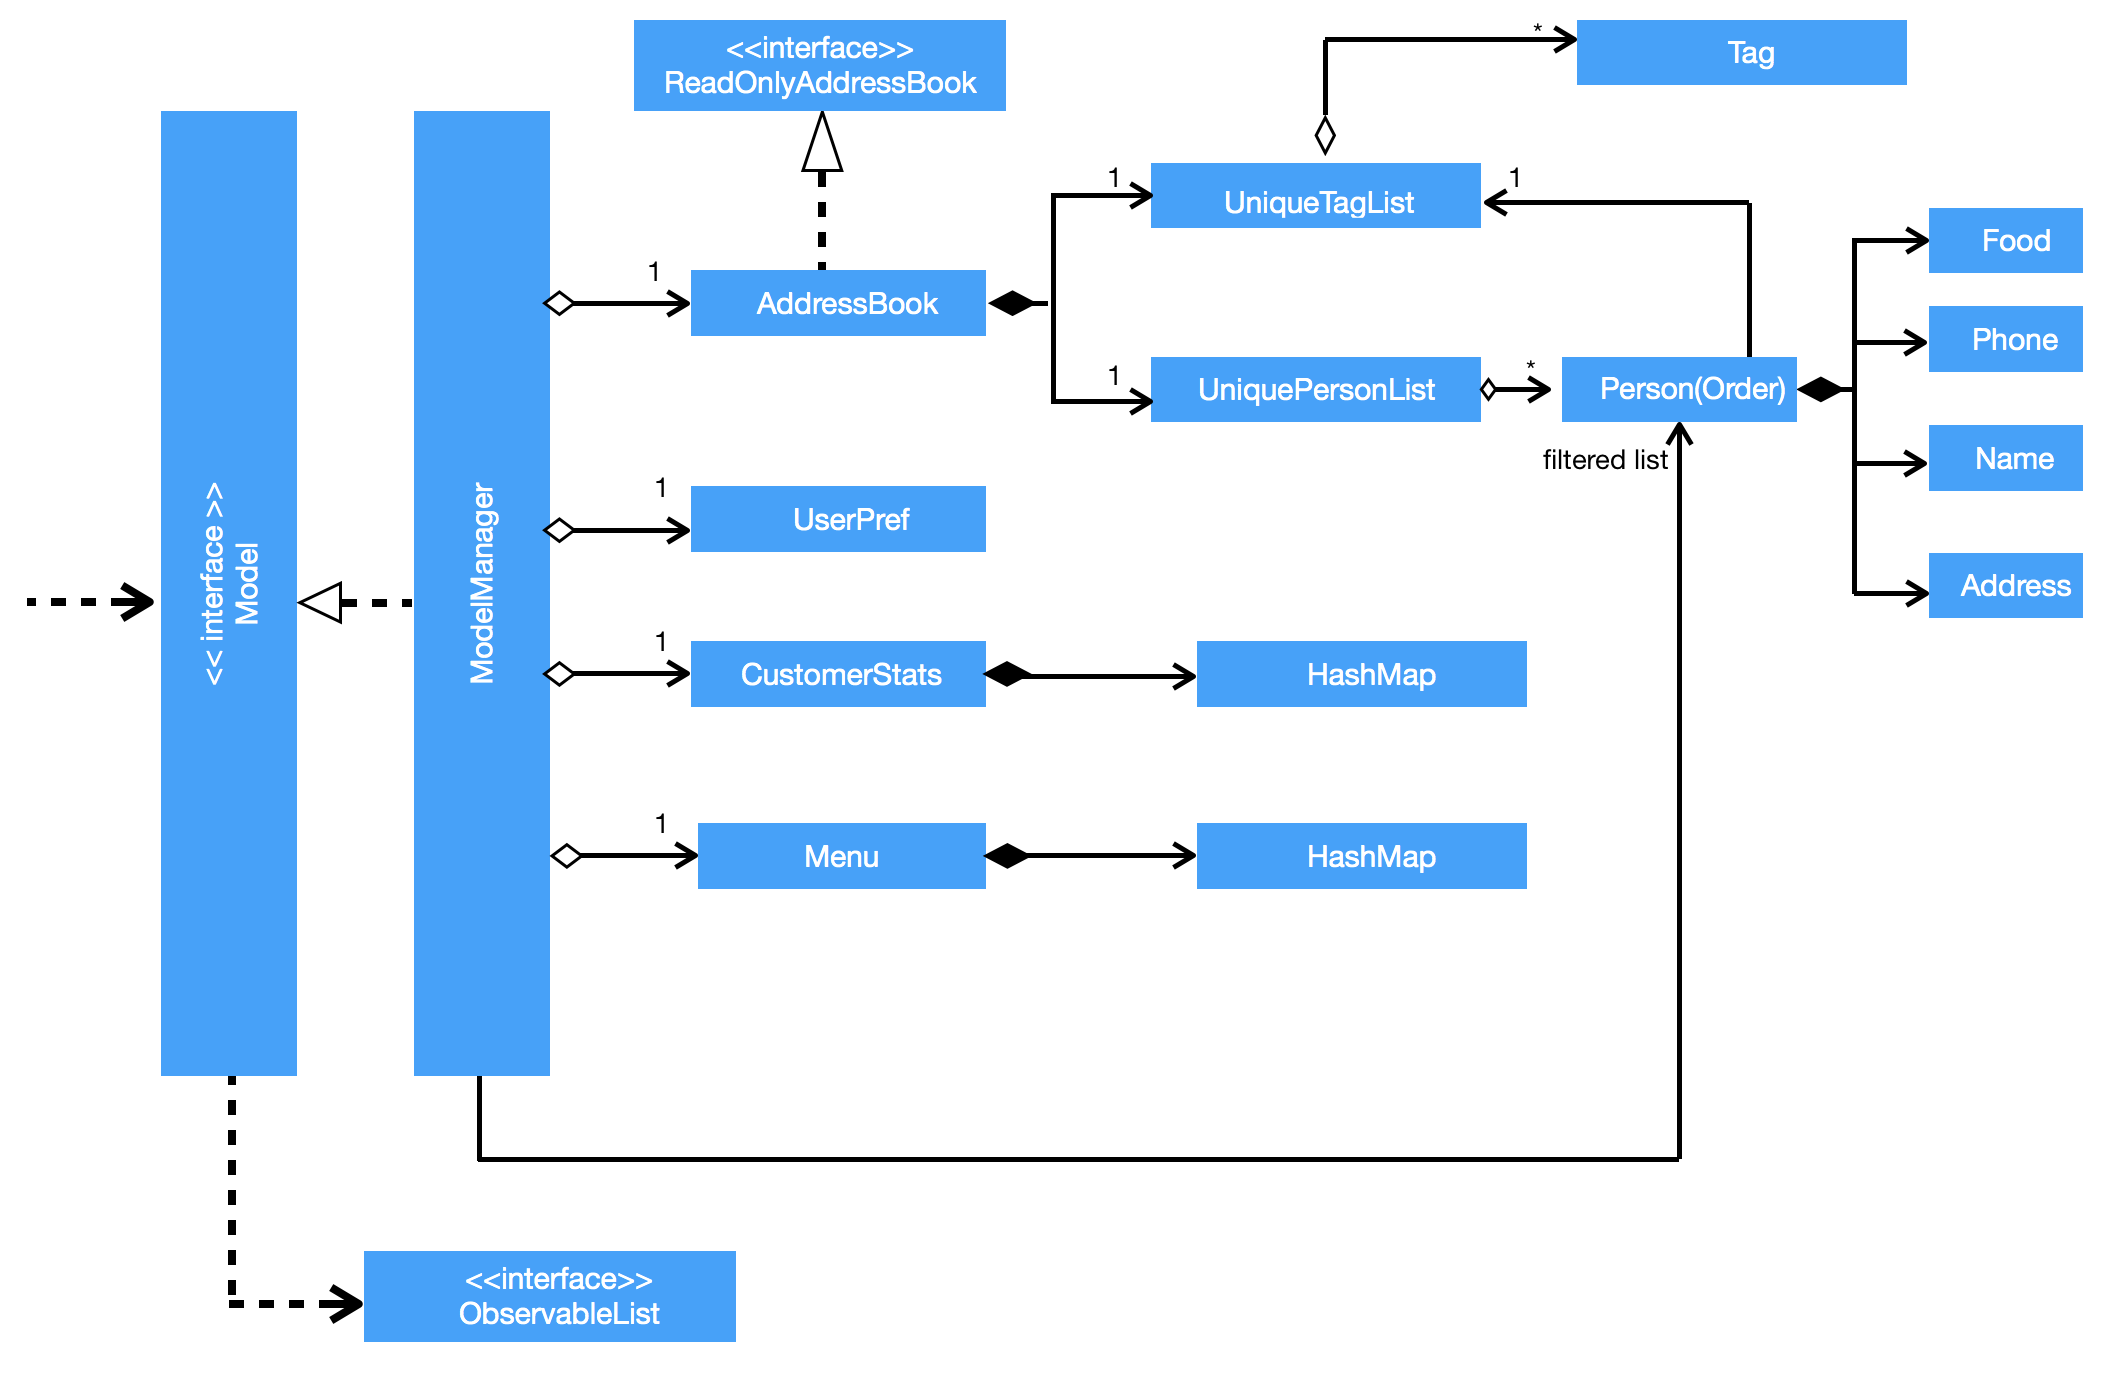 <<interface>>
ReadOnlyAddressBook
*
Tag
<< interface >>
Model
ModelManager
1
UniqueTagList
1
Food
1
AddressBook
Phone
1
UniquePersonList
*
Person(Order)
filtered list
Name
1
UserPref
Address
1
CustomerStats
HashMap
1
Menu
HashMap
<<interface>>
ObservableList